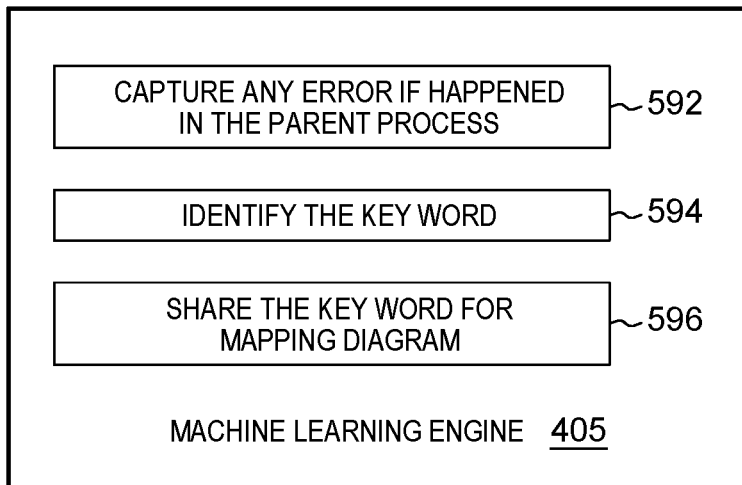 CAPTURE ANY ERROR IF HAPPENED
IN THE PARENT PROCESS
592
IDENTIFY THE KEY WORD
594
SHARE THE KEY WORD FOR
MAPPING DIAGRAM
596
MACHINE LEARNING ENGINE 405